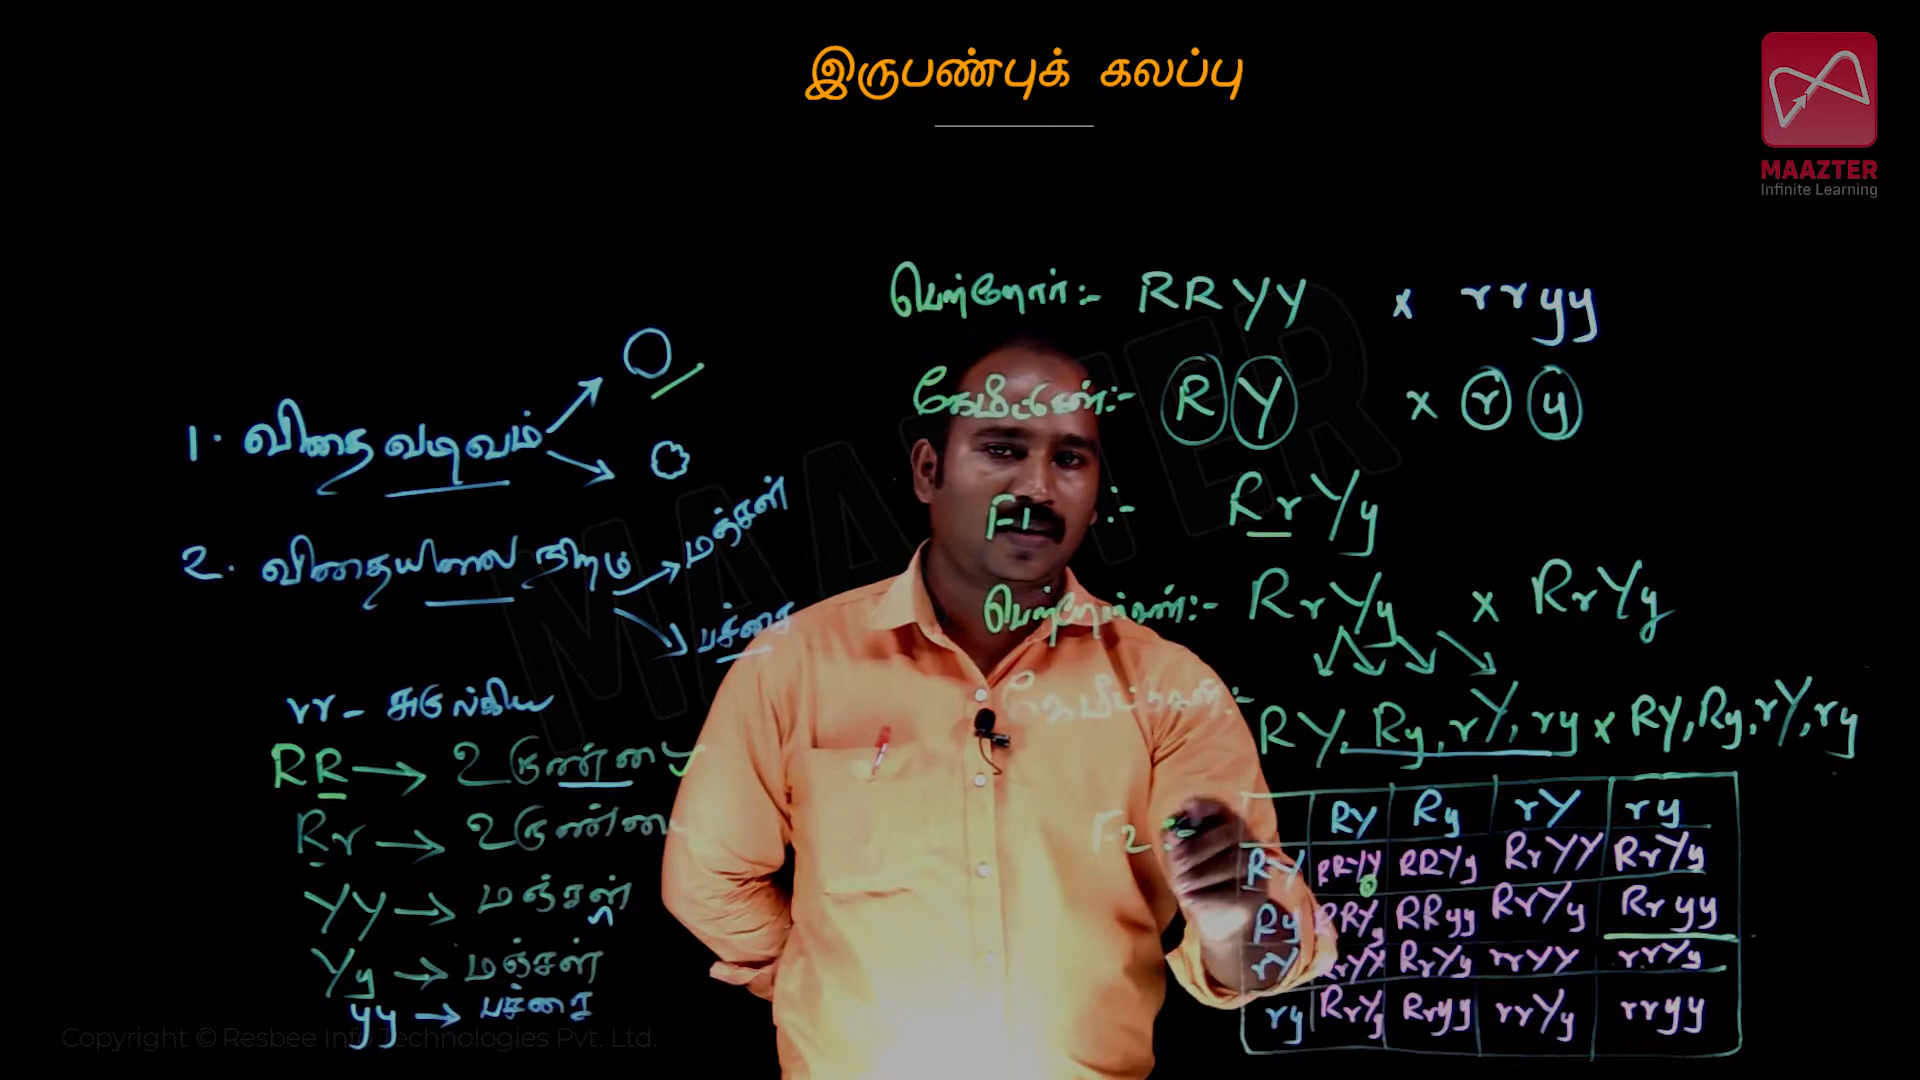 இருபண்புக் கலப்பு
MAAZTER
Infinite Learning
பெற்றோர்:- RRYY x rryy
கேமீட்கள்:- R Y x r y
1. விதை வடிவம்
F1 :- RrYy
2. விதையிலை நிறம்
மஞ்சள்
பச்சை
RrYy x RrYy
கேமீட்கள்:- RY, Ry, rY, ry x RY, Ry, rY, ry
rr - சுருங்கிய
RR → உருண்டை
Rr → உருண்டை
YY → மஞ்சள்
Yy → மஞ்சள்
yy → பச்சை
F2 :-
RY Ry rY ry
RY RRYY RRYy RrYY RrYy
Ry RRYy RRyy RrYy Rryy
rY RrYY RrYy rrYY rrYy
ry RrYy Rryy rrYy rryy
MAAZTER
Copyright © Resbee Info Technologies Pvt. Ltd.